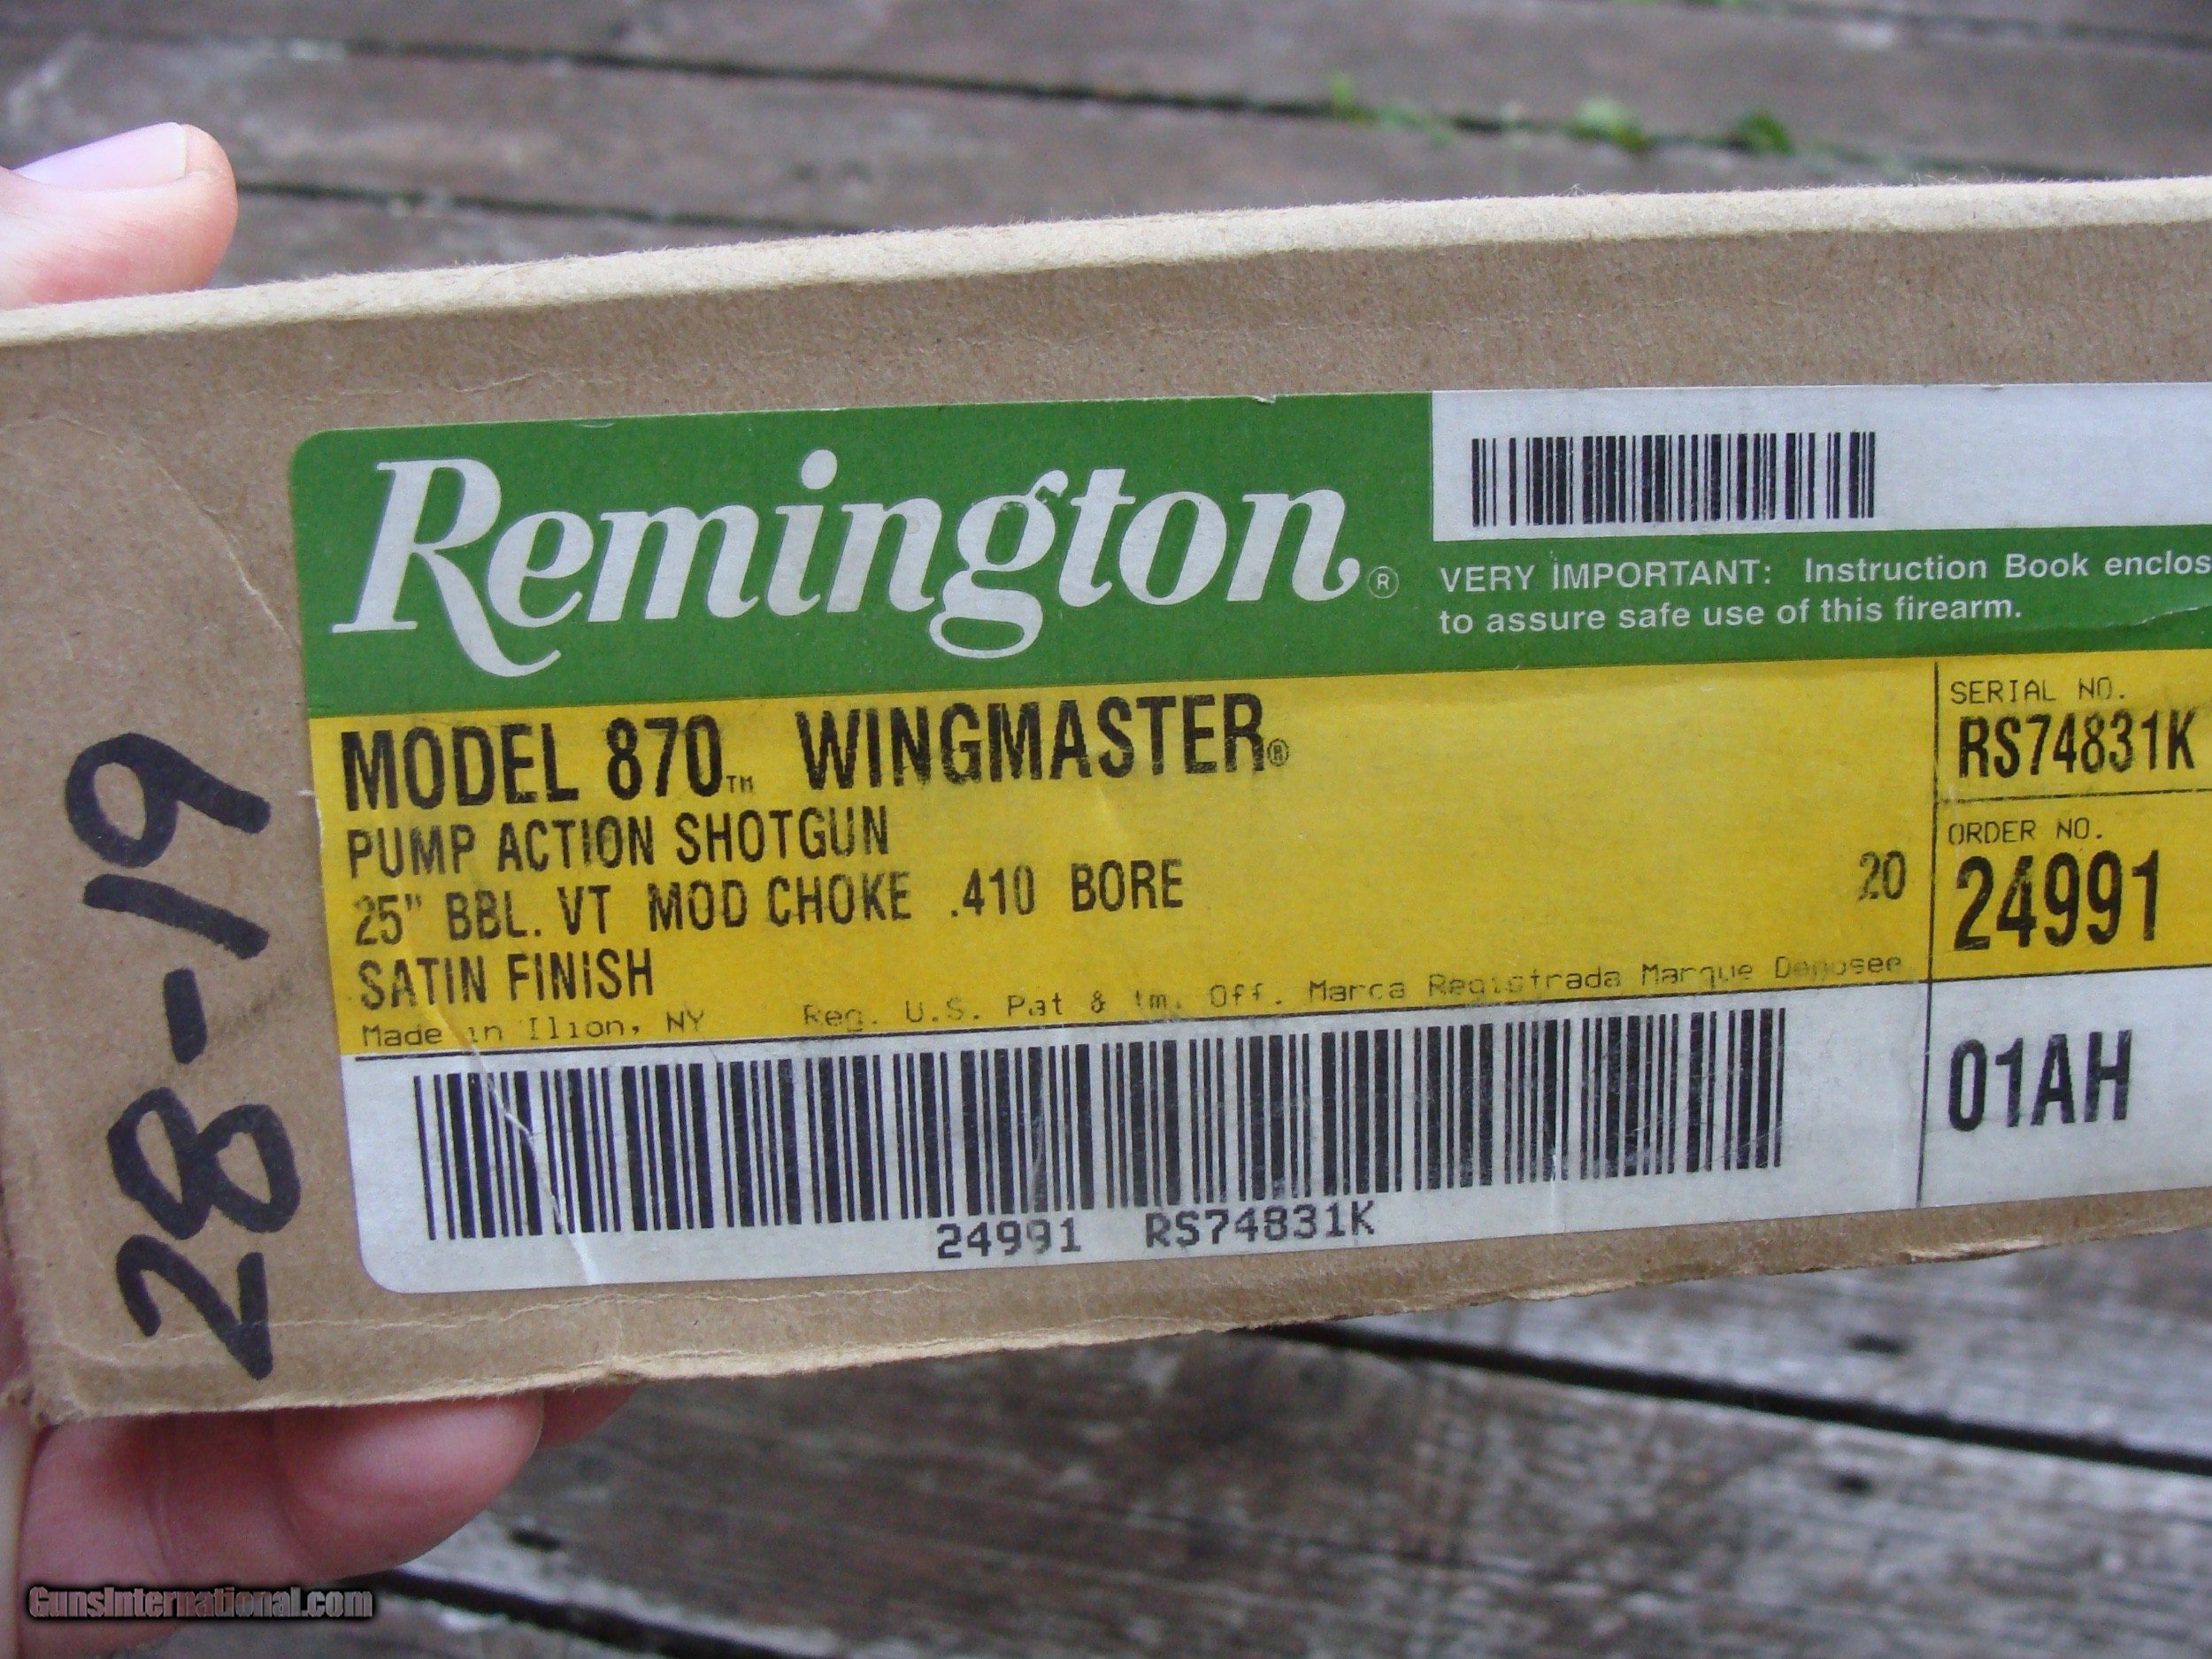 Remington®
VERY IMPORTANT: Instruction Book enclos
to assure safe use of this firearm.
MODEL 870™ WINGMASTER®
PUMP ACTION SHOTGUN
25" BBL. VT MOD CHOKE .410 BORE
20
SATIN FINISH
Made in Ilion, NY Reg. U.S. Pat & tm. Off. Marca Registrada Marque Deposee
SERIAL NO.
RS74831K
ORDER NO.
24991
01AH
24991 RS74831K
28-19
GunsInternational.com